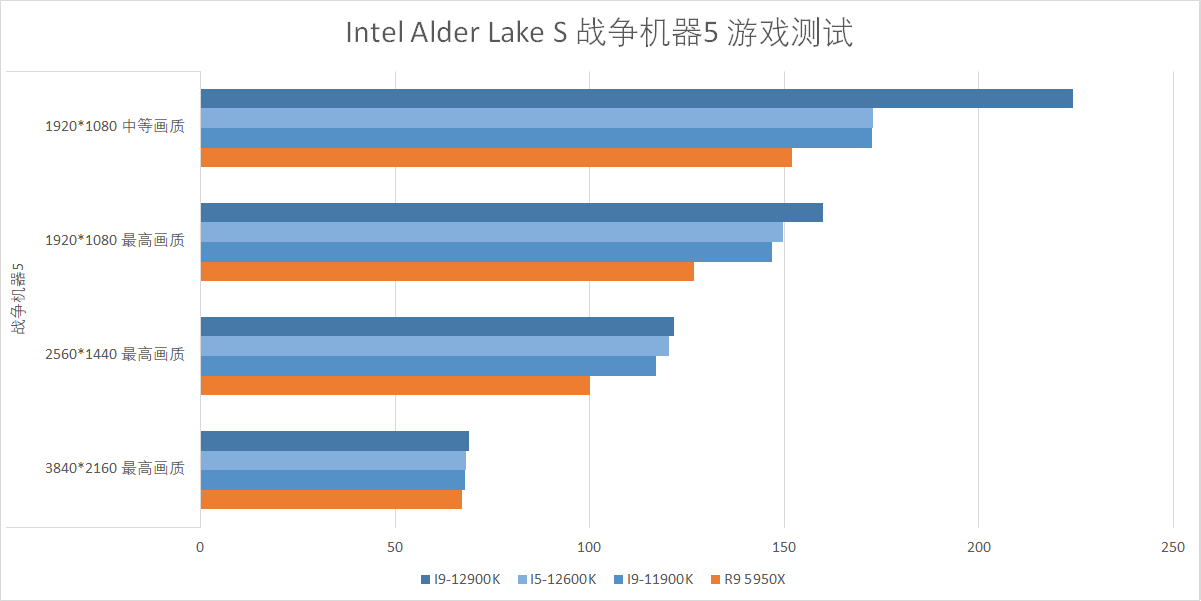 Intel Alder Lake S 战争机器5 游戏测试
战争机器5
1920*1080 中等画质
1920*1080 最高画质
2560*1440 最高画质
3840*2160 最高画质
0 50 100 150 200 250
I9-12900K I5-12600K I9-11900K R9 5950X